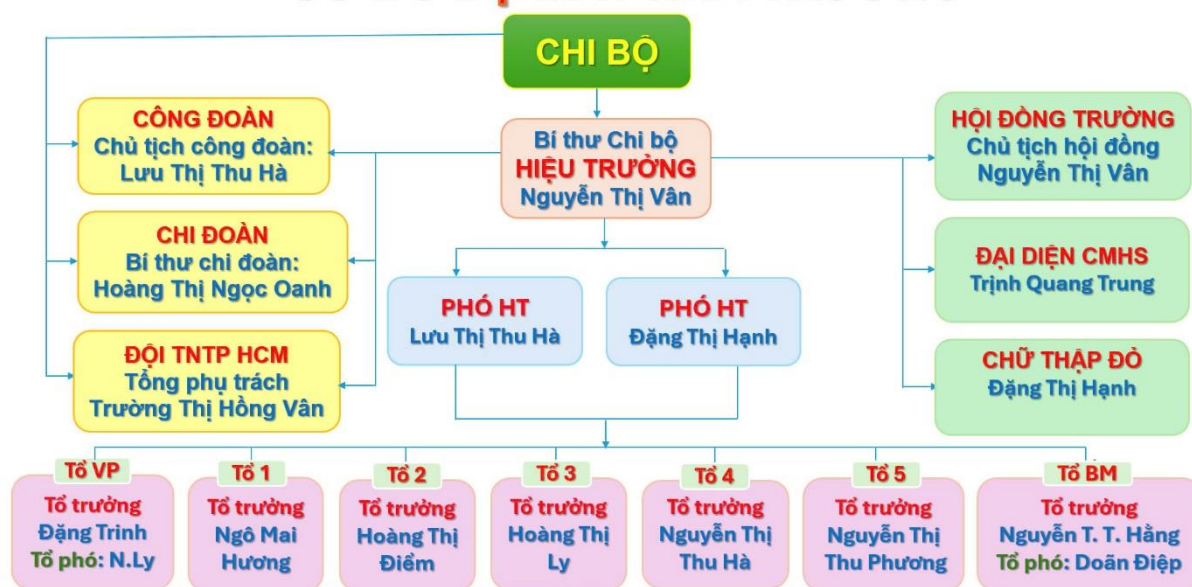 CHI BỘ
CÔNG ĐOÀN
Chủ tịch công đoàn:
Lưu Thị Thu Hà
Bí thư Chi bộ
HIỆU TRƯỞNG
Nguyễn Thị Vân
HỘI ĐỒNG TRƯỜNG
Chủ tịch hội đồng
Nguyễn Thị Vân
CHI ĐOÀN
Bí thư chi đoàn:
Hoàng Thị Ngọc Oanh
ĐẠI DIỆN CMHS
Trịnh Quang Trung
PHÓ HT
Lưu Thị Thu Hà
PHÓ HT
Đặng Thị Hạnh
ĐỘI TNTP HCM
Tổng phụ trách
Trường Thị Hồng Vân
CHỮ THẬP ĐỎ
Đặng Thị Hạnh
Tổ VP
Tổ trưởng
Đặng Trinh
Tổ phó: N.Ly
Tổ 1
Tổ trưởng
Ngô Mai
Hương
Tổ 2
Tổ trưởng
Hoàng Thị
Điểm
Tổ 3
Tổ trưởng
Hoàng Thị
Ly
Tổ 4
Tổ trưởng
Nguyễn Thị
Thu Hà
Tổ 5
Tổ trưởng
Nguyễn Thị
Thu Phương
Tổ BM
Tổ trưởng
Nguyễn T. T. Hằng
Tổ phó: Doãn Điệp